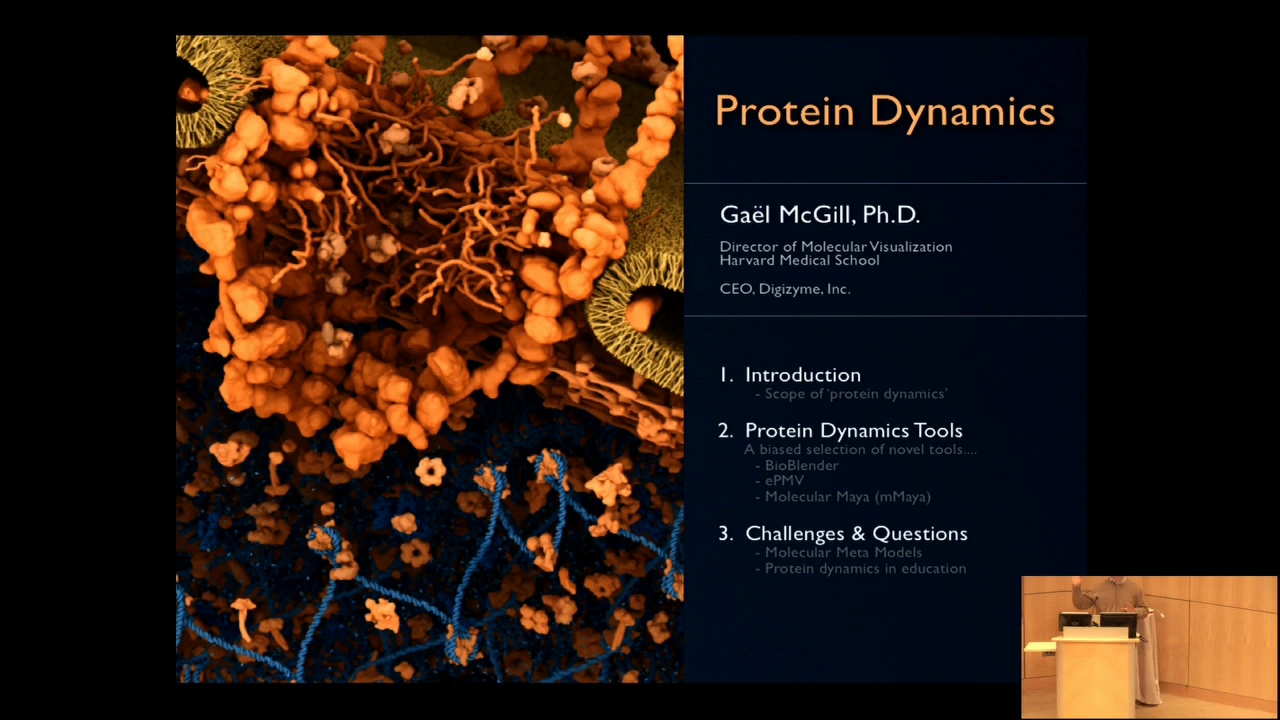 Protein Dynamics
Gaël McGill, Ph.D.
Director of Molecular Visualization
Harvard Medical School
CEO, Digizyme, Inc.
1. Introduction
- Scope of 'protein dynamics'
2. Protein Dynamics Tools
A biased selection of novel tools....
- BioBlender
- ePMV
- Molecular Maya (mMaya)
3. Challenges & Questions
- Molecular Meta Models
- Protein dynamics in education